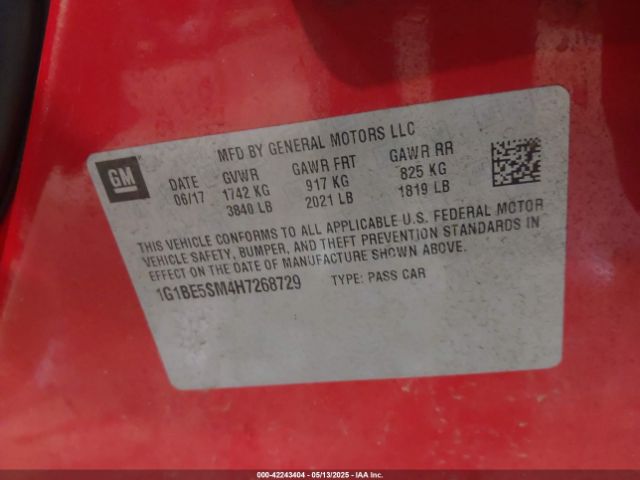 MFD BY GENERAL MOTORS LLC
GM
DATE GVWR GAWR FRT GAWR RR
06/17 1742 KG 917 KG 825 KG
3840 LB 2021 LB 1819 LB
THIS VEHICLE CONFORMS TO ALL APPLICABLE U.S. FEDERAL MOTOR
VEHICLE SAFETY, BUMPER, AND THEFT PREVENTION STANDARDS IN
EFFECT ON THE DATE OF MANUFACTURE SHOWN ABOVE.
1G1BE5SM4H7268729 TYPE: PASS CAR
000-42243404 - 05/13/2025 - IAAI, Inc.